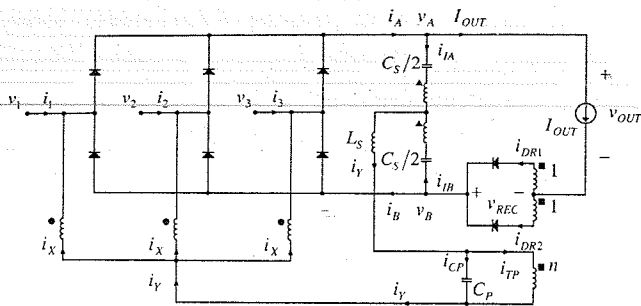 i_A v_A I_OUT
i_IA
C_S/2
v_1 i_1 v_2 i_2 v_3 i_3
+
L_S
I_OUT v_OUT
i_Y C_S/2
−
i_DR1
1
i_IB
+ v_REC −
1
i_B v_B
i_DR2
i_X i_X i_X
i_CP i_TP n
i_Y
C_P
i_Y